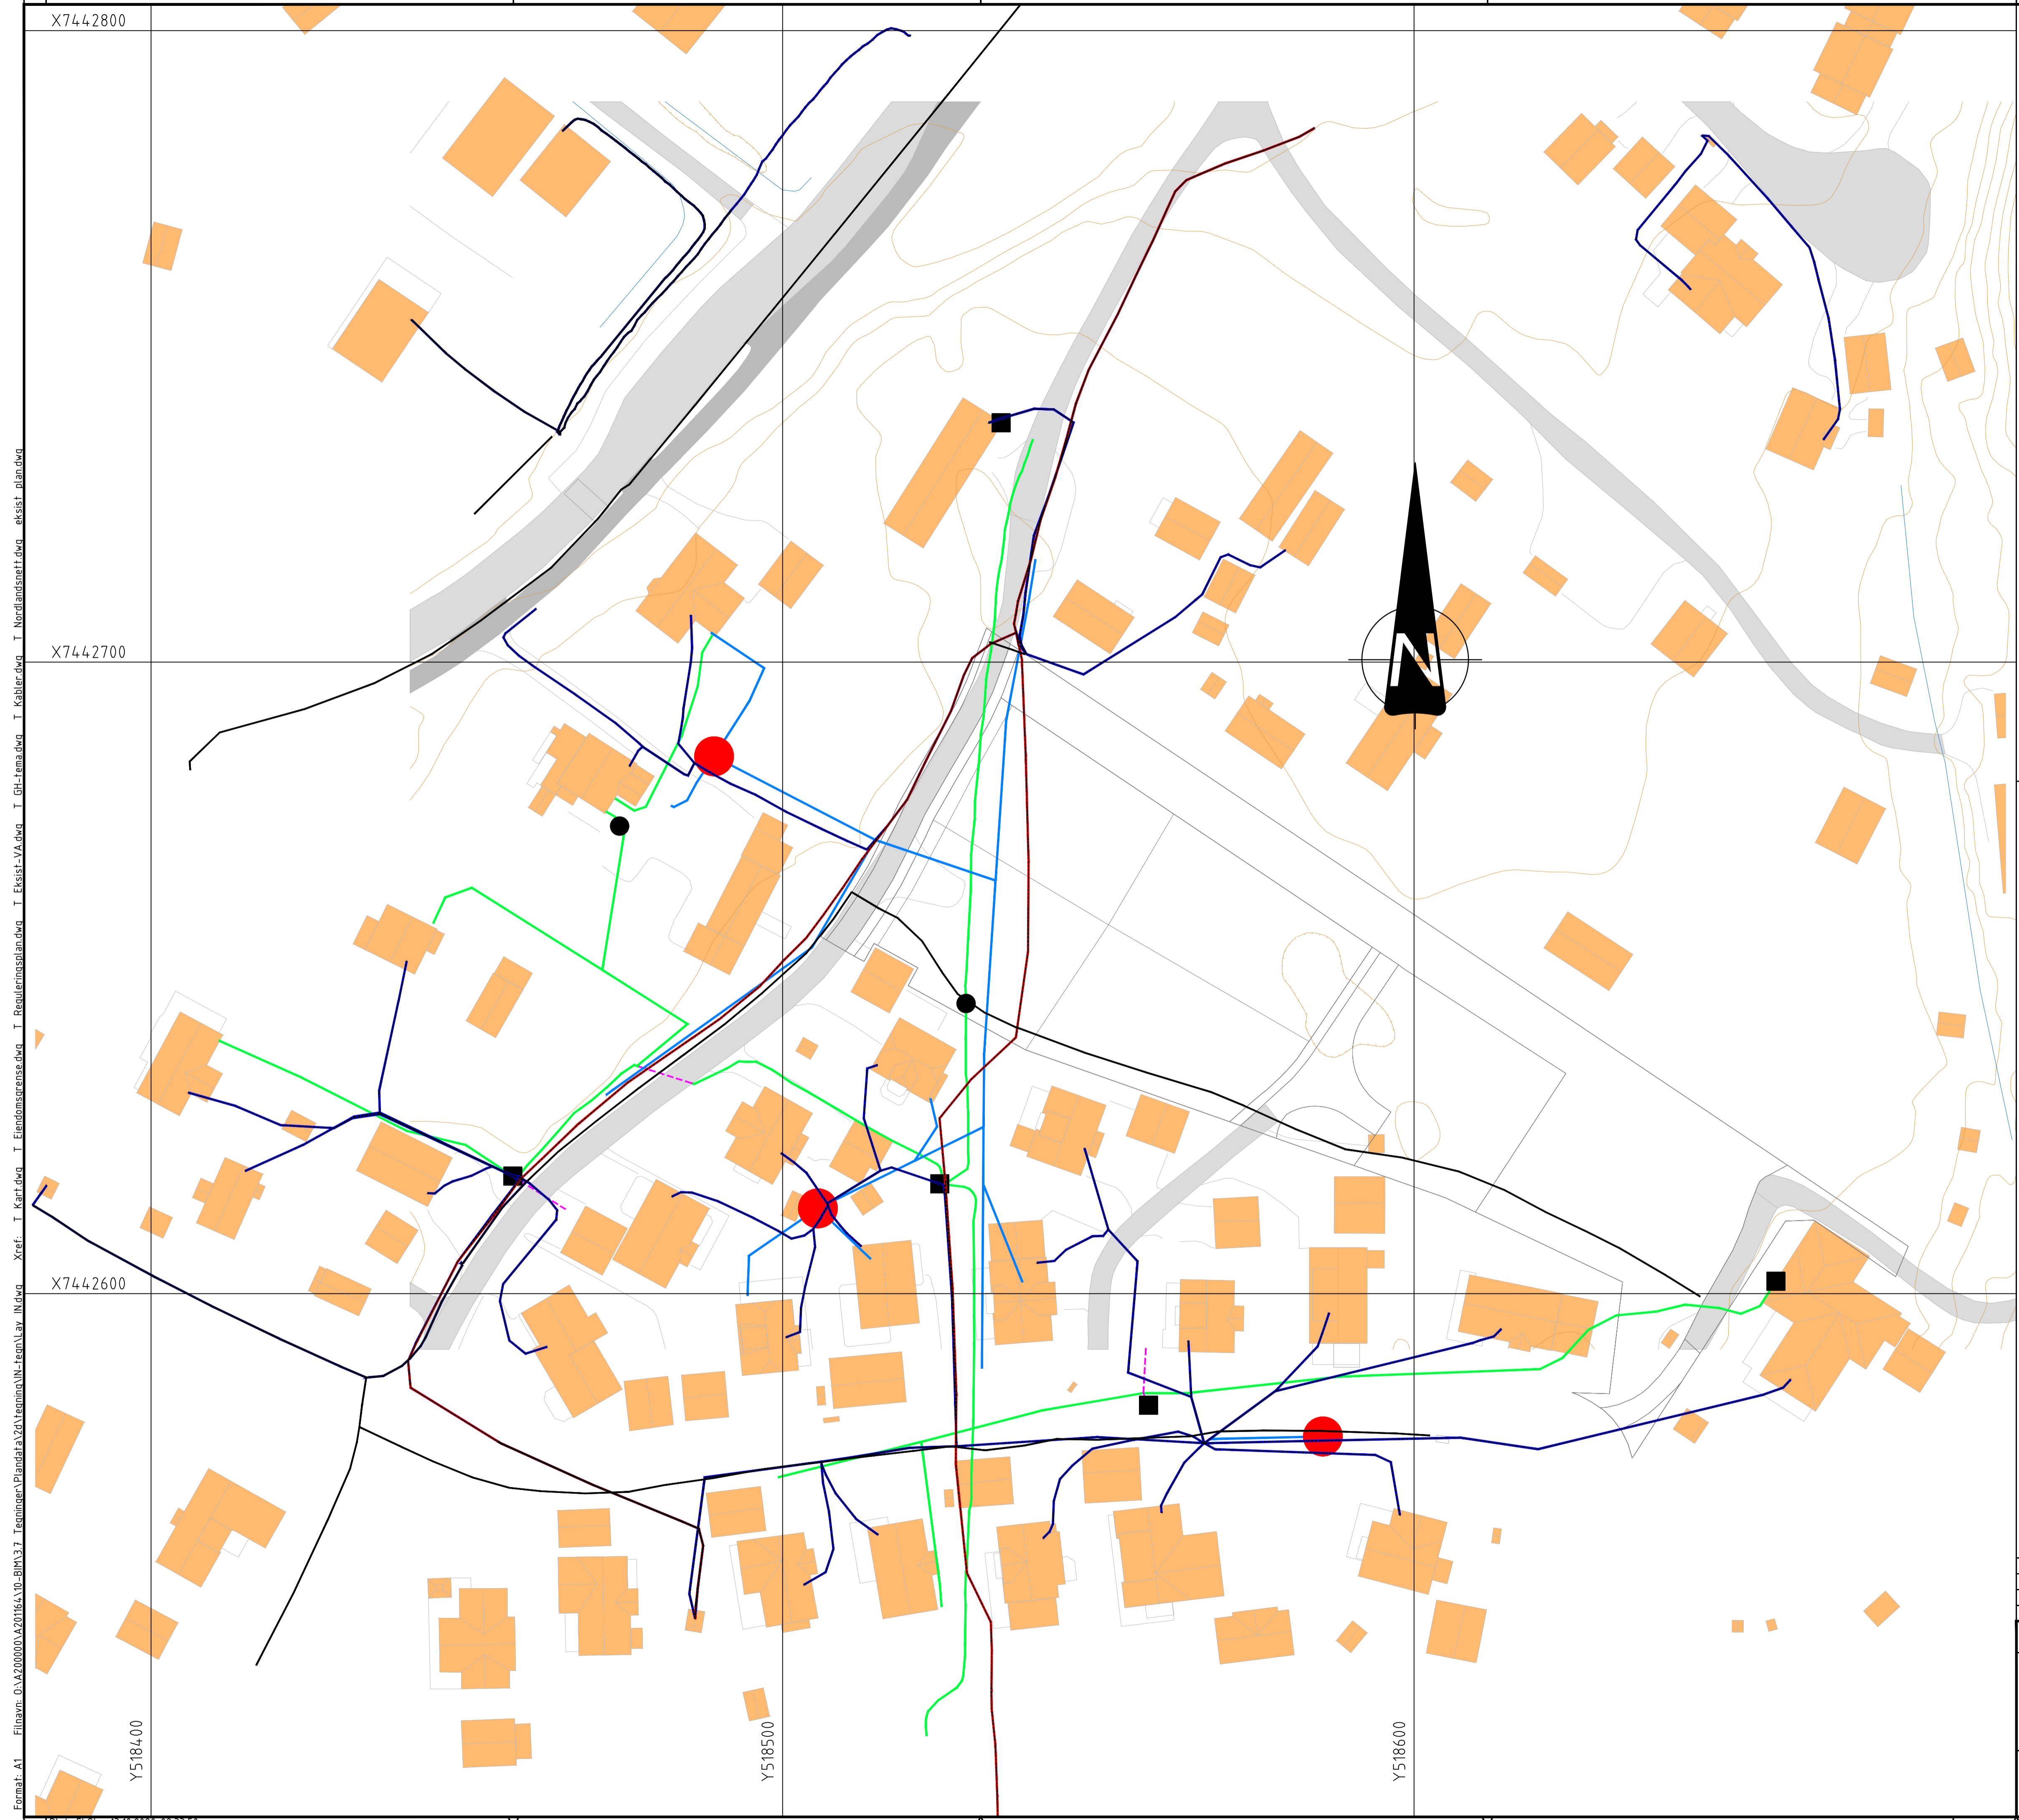 X7442800
X7442700
X7442600
Y518400
Y518500
Y518600
N
Format: A1 Filnavn: O:\A200000\A201164\10-BIM\3.7 Tegninger\Plandata\2d\tegning\IN-tegn\Lay_IN.dwg Xref: T_Kart.dwg T_Eiendomsgrense.dwg T_Reguleringsplan.dwg T_Eksist-VA.dwg T_GH-tema.dwg T_Kabler.dwg T_Nordlandsnett.dwg eksist_plan.dwg